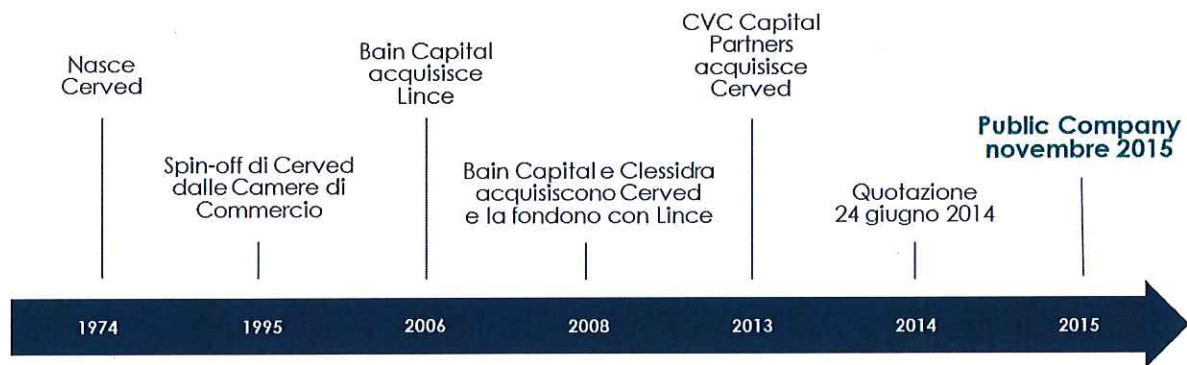 Nasce
Cerved
Spin-off di Cerved
dalle Camere di
Commercio
Bain Capital
acquisisce
Lince
Bain Capital e Clessidra
acquisiscono Cerved
e la fondono con Lince
CVC Capital
Partners
acquisisce
Cerved
Quotazione
24 giugno 2014
Public Company
novembre 2015
1974
1995
2006
2008
2013
2014
2015